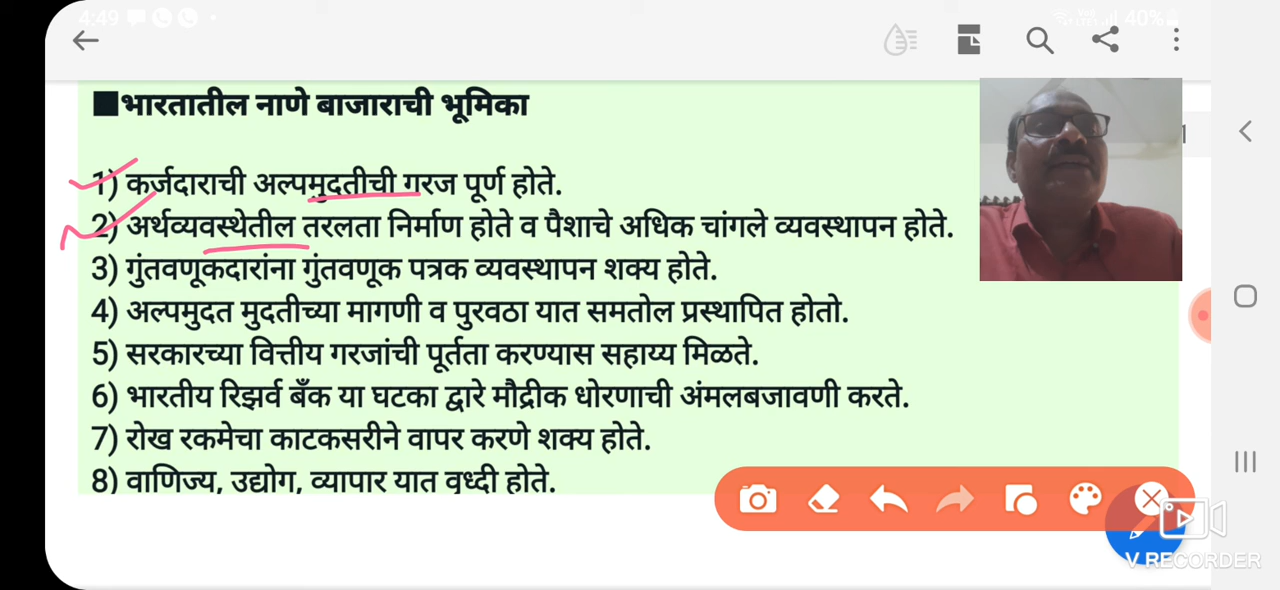 4:49
40%
■भारतातील नाणे बाजाराची भूमिका
1) कर्जदाराची अल्पमुदतीची गरज पूर्ण होते.
2) अर्थव्यवस्थेतील तरलता निर्माण होते व पैशाचे अधिक चांगले व्यवस्थापन होते.
3) गुंतवणूकदारांना गुंतवणूक पत्रक व्यवस्थापन शक्य होते.
4) अल्पमुदत मुदतीच्या मागणी व पुरवठा यात समतोल प्रस्थापित होतो.
5) सरकारच्या वित्तीय गरजांची पूर्तता करण्यास सहाय्य मिळते.
6) भारतीय रिझर्व बँक या घटका द्वारे मौद्रीक धोरणाची अंमलबजावणी करते.
7) रोख रकमेचा काटकसरीने वापर करणे शक्य होते.
8) वाणिज्य, उद्योग, व्यापार यात वृध्दी होते.
V RECORDER